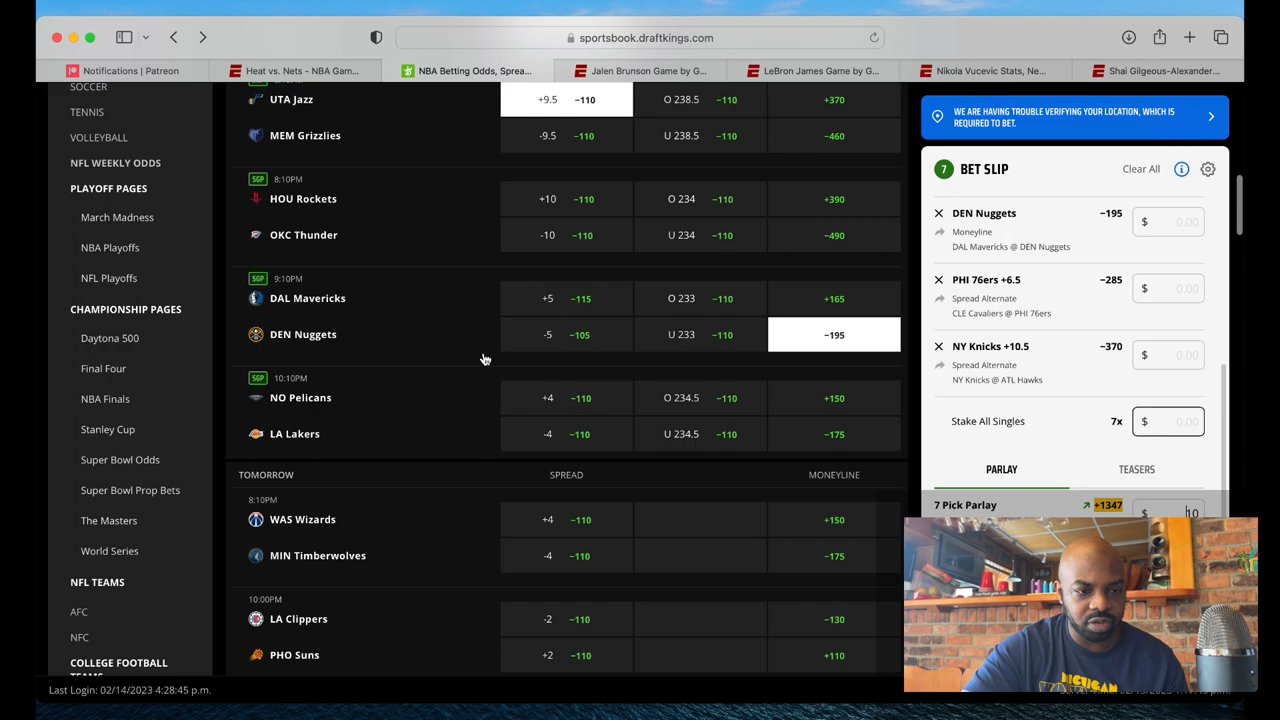 sportsbook.draftkings.com
Notifications | Patreon
Heat vs. Nets - NBA Gam...
NBA Betting Odds, Sprea...
Jalen Brunson Game by G...
LeBron James Game by G...
Nikola Vucevic Stats, Ne...
Shai Gilgeous-Alexander...
SOCCER
TENNIS
VOLLEYBALL
NFL WEEKLY ODDS
PLAYOFF PAGES
March Madness
NBA Playoffs
NFL Playoffs
CHAMPIONSHIP PAGES
Daytona 500
Final Four
NBA Finals
Stanley Cup
Super Bowl Odds
Super Bowl Prop Bets
The Masters
World Series
NFL TEAMS
AFC
NFC
COLLEGE FOOTBALL
UTA Jazz +9.5 −110 O 238.5 −110 +370
MEM Grizzlies -9.5 −110 U 238.5 −110 −460
SGP 8:10PM
HOU Rockets +10 −110 O 234 −110 +390
OKC Thunder -10 −110 U 234 −110 −490
SGP 9:10PM
DAL Mavericks +5 −115 O 233 −110 +165
DEN Nuggets -5 −105 U 233 −110 −195
SGP 10:10PM
NO Pelicans +4 −110 O 234.5 −110 +150
LA Lakers -4 −110 U 234.5 −110 −175
TOMORROW SPREAD MONEYLINE
8:10PM
WAS Wizards +4 −110 +150
MIN Timberwolves -4 −110 −175
10:00PM
LA Clippers -2 −110 −130
PHO Suns +2 −110 +110
WE ARE HAVING TROUBLE VERIFYING YOUR LOCATION, WHICH IS
REQUIRED TO BET.
7 BET SLIP Clear All
DEN Nuggets −195 $ 0.00
Moneyline
DAL Mavericks @ DEN Nuggets
PHI 76ers +6.5 −285 $ 0.00
Spread Alternate
CLE Cavaliers @ PHI 76ers
NY Knicks +10.5 −370 $ 0.00
Spread Alternate
NY Knicks @ ATL Hawks
Stake All Singles 7x $ 0.00
PARLAY TEASERS
7 Pick Parlay +1347 $ 10
Last Login: 02/14/2023 4:28:45 p.m.